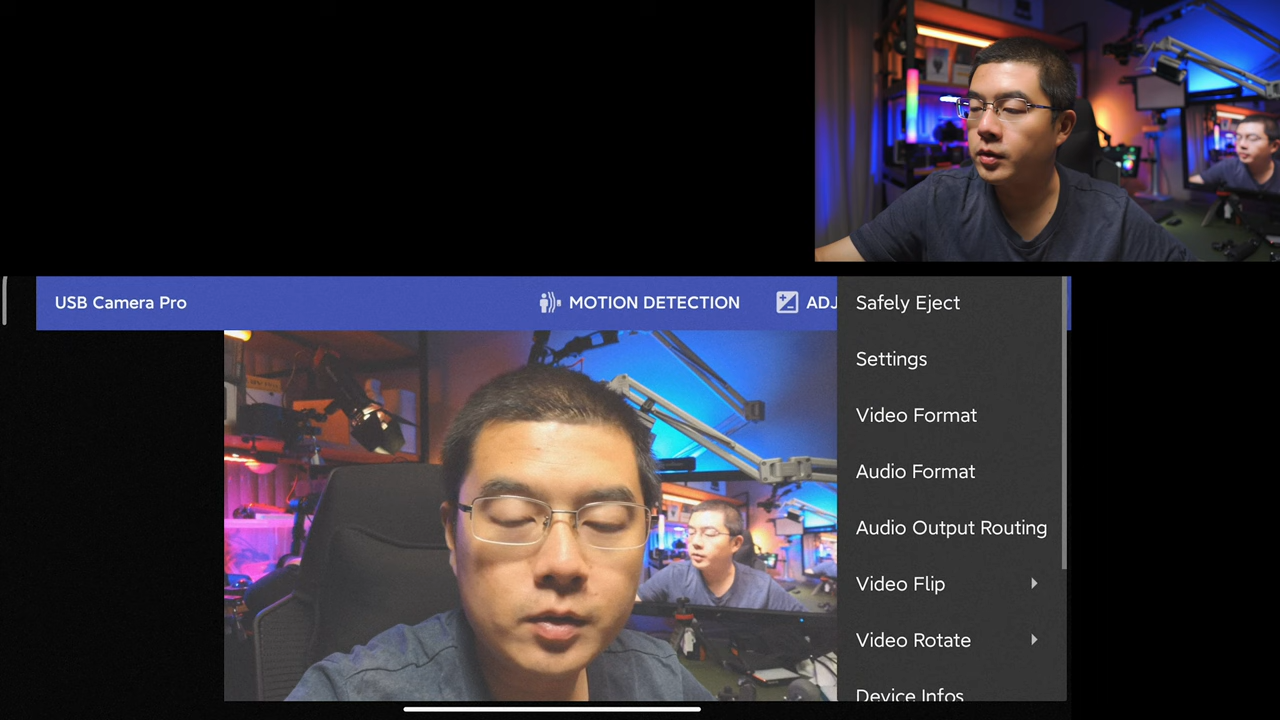 USB Camera Pro
MOTION DETECTION
ADJ
Safely Eject
Settings
Video Format
Audio Format
Audio Output Routing
Video Flip
Video Rotate
Device Infos